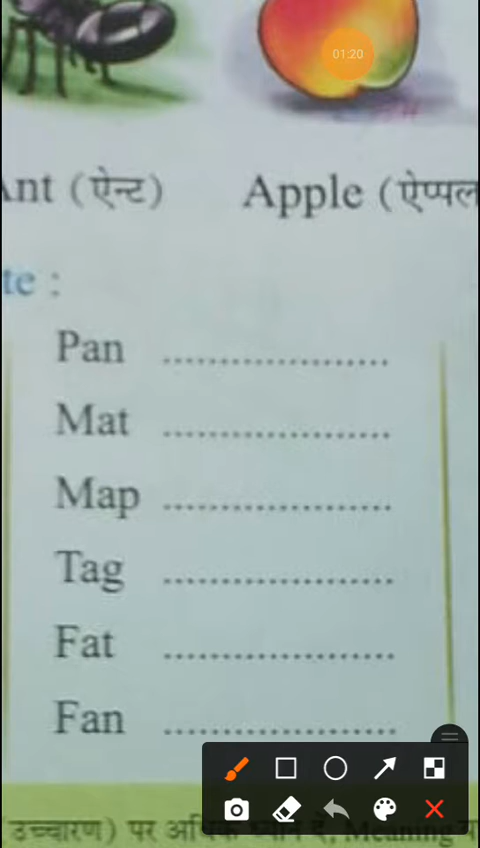 01:20
Ant (ऐन्ट) Apple (ऐप्पल
te :
Pan ....................
Mat ....................
Map ....................
Tag ....................
Fat ....................
Fan ....................
उच्चारण) पर अधिक ध्यान दें, Meaning